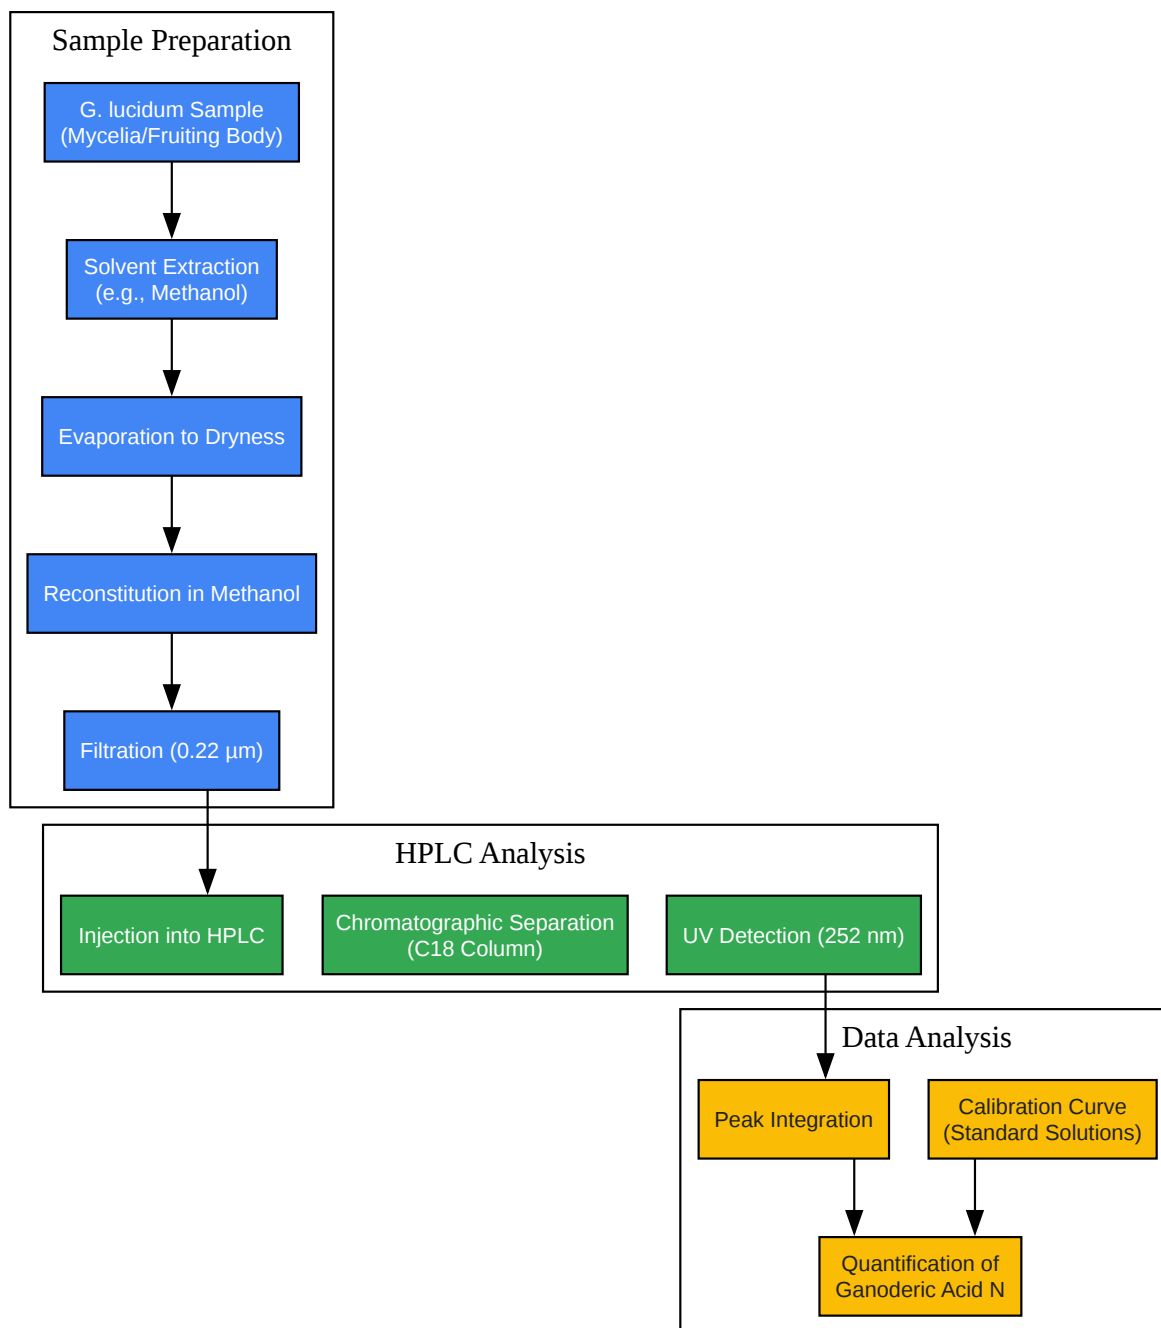 Sample Preparation
G. lucidum Sample
(Mycelia/Fruiting Body)
Solvent Extraction
(e.g., Methanol)
Evaporation to Dryness
Reconstitution in Methanol
Filtration (0.22 µm)
HPLC Analysis
Injection into HPLC
Chromatographic Separation
(C18 Column)
UV Detection (252 nm)
Data Analysis
Peak Integration
Calibration Curve
(Standard Solutions)
Quantification of
Ganoderic Acid N